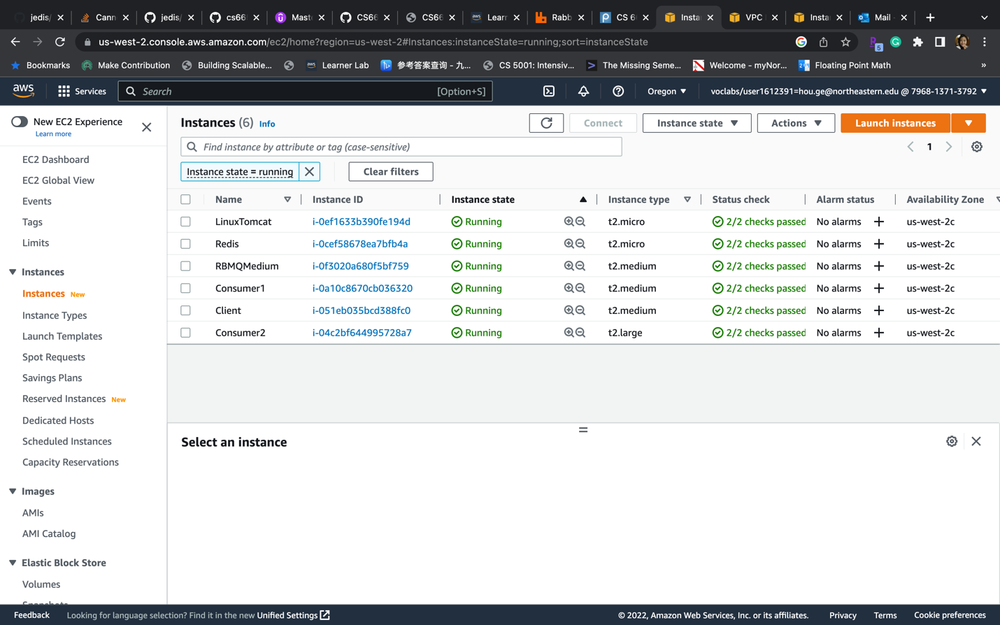 jedis/ Cann jedis/ cs66 Mast CS66 CS66 Learn Rabb CS 6 Insta VPC Insta Mail
us-west-2.console.aws.amazon.com/ec2/home?region=us-west-2#Instances:instanceState=running;sort=instanceState
5
Bookmarks Make Contribution Building Scalable... Learner Lab 参考答案查询 - 九... CS 5001: Intensiv... The Missing Seme... Welcome - myNor... Floating Point Math »
aws Services Search [Option+S] Oregon voclabs/user1612391=hou.ge@northeastern.edu @ 7968-1371-3792
New EC2 Experience
Learn more
EC2 Dashboard
EC2 Global View
Events
Tags
Limits
Instances
Instances New
Instance Types
Launch Templates
Spot Requests
Savings Plans
Reserved Instances New
Dedicated Hosts
Scheduled Instances
Capacity Reservations
Images
AMIs
AMI Catalog
Elastic Block Store
Volumes
Snapshots
Instances (6) Info Connect Instance state Actions Launch instances
Find instance by attribute or tag (case-sensitive) 1
Instance state = running Clear filters
Name Instance ID Instance state Instance type Status check Alarm status Availability Zone
LinuxTomcat i-0ef1633b390fe194d Running t2.micro 2/2 checks passed No alarms us-west-2c
Redis i-0cef58678ea7bfb4a Running t2.micro 2/2 checks passed No alarms us-west-2c
RBMQMedium i-0f3020a680f5bf759 Running t2.medium 2/2 checks passed No alarms us-west-2c
Consumer1 i-0a10c8670cb036320 Running t2.medium 2/2 checks passed No alarms us-west-2c
Client i-051eb035bcd388fc0 Running t2.medium 2/2 checks passed No alarms us-west-2c
Consumer2 i-04c2bf644995728a7 Running t2.large 2/2 checks passed No alarms us-west-2c
Select an instance
Feedback Looking for language selection? Find it in the new Unified Settings © 2022, Amazon Web Services, Inc. or its affiliates. Privacy Terms Cookie preferences